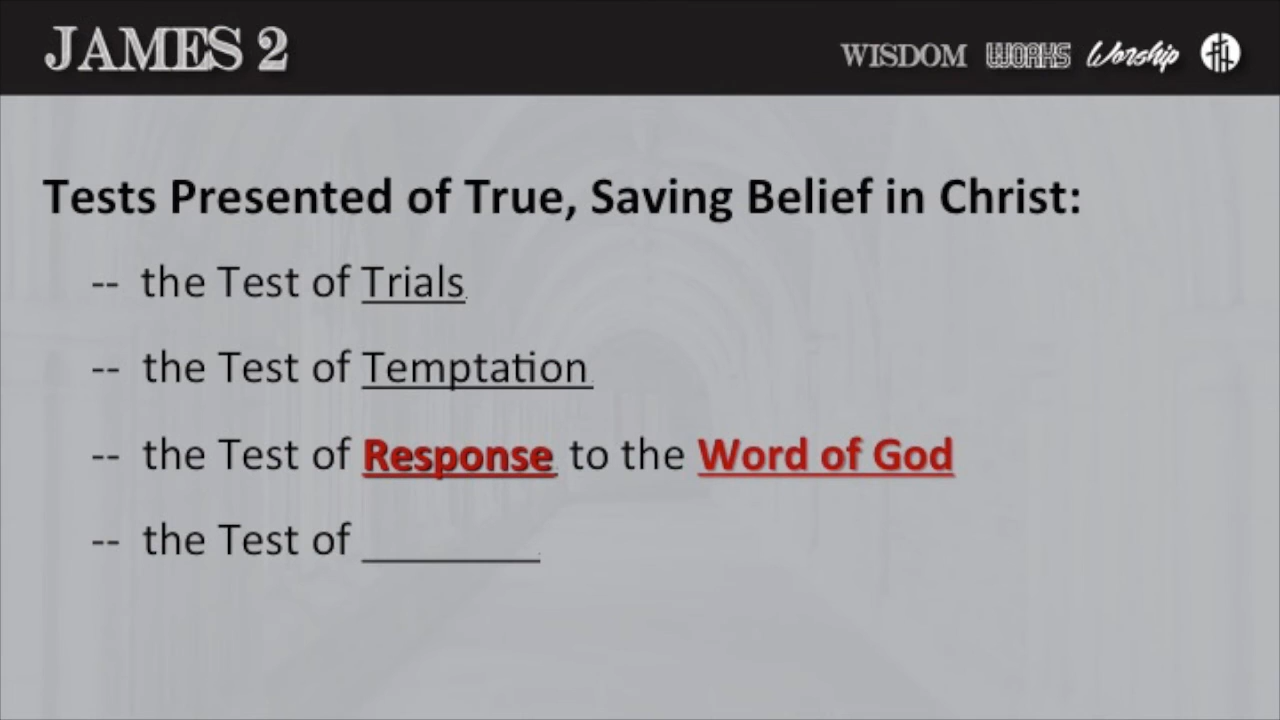 JAMES 2
WISDOM WORKS Worship
Tests Presented of True, Saving Belief in Christ:
-- the Test of Trials
-- the Test of Temptation
-- the Test of Response to the Word of God
-- the Test of ________